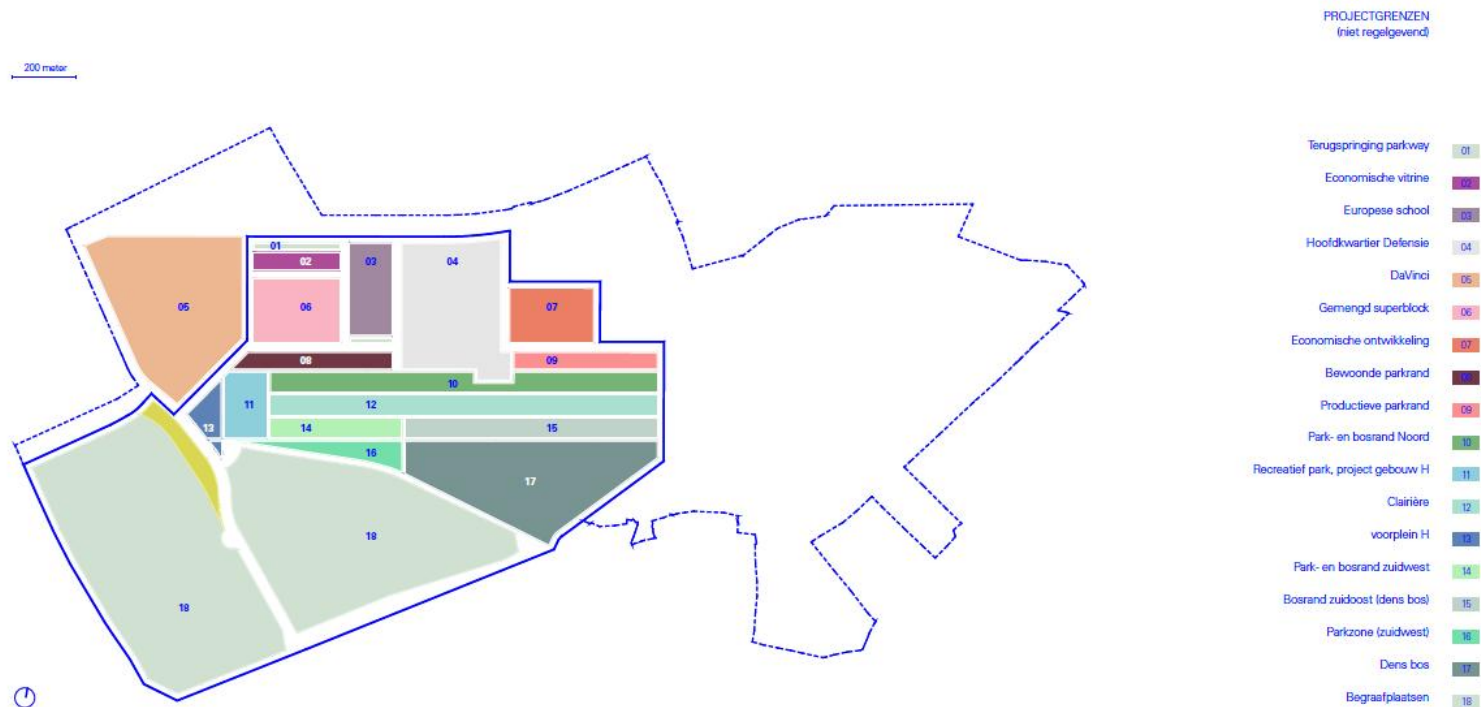 PROJECTGRENZEN
(niet regelgevend)
200 meter
Terugspringing parkway 01
Economische vitrine 02
Europese school 03
Hoofdkwartier Defensie 04
DaVinci 05
Gemengd superblock 06
Economische ontwikkeling 07
Bewoonde parkrand 08
Productieve parkrand 09
Park- en bosrand Noord 10
Recreatief park, project gebouw H 11
Clairière 12
voorplein H 13
Park- en bosrand zuidwest 14
Bosrand zuidoost (dens bos) 15
Parkzone (zuidwest) 16
Dens bos 17
Begraafplaatsen 18
01
02
03
04
05
06
07
08
09
10
11
12
13
14
15
16
17
18
18